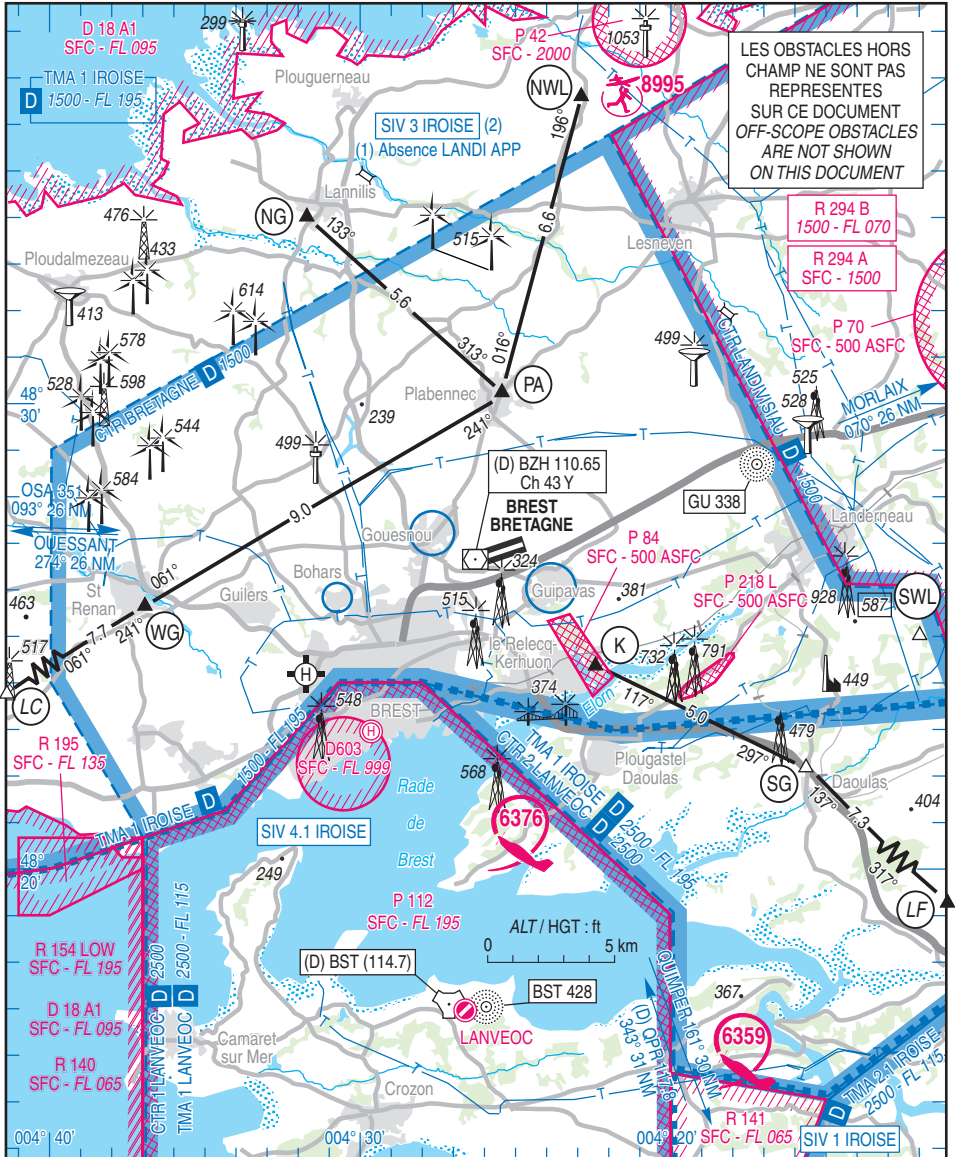 D 18 A1
SFC - FL 095
299
P 42
SFC - 2000
1053
TMA 1 IROISE
D 1500 - FL 195
Plouguerneau
NWL
8995
LES OBSTACLES HORS
CHAMP NE SONT PAS
REPRESENTES
SUR CE DOCUMENT
OFF-SCOPE OBSTACLES
ARE NOT SHOWN
ON THIS DOCUMENT
196°
SIV 3 IROISE (2)
(1) Absence LANDI APP
Lannilis
476
NG
133°
6.6
433
515
Lesneven
R 294 B
1500 - FL 070
R 294 A
SFC - 1500
Ploudalmezeau
413
614
5.6
578
P 70
SFC - 500 ASFC
499
313°
016°
CTR BRETAGNE D 1500
CTR LANDIVISIAU D 1500
PA
528
598
48°
30'
Plabennec
239
241°
525
528
MORLAIX
070° 26 NM
544
499
584
(D) BZH 110.65
Ch 43 Y
BREST
BRETAGNE
GU 338
OSA 351
093° 26 NM
OUESSANT
274° 26 NM
9.0
Landerneau
Gouesnou
324
P 84
SFC - 500 ASFC
Bohars
061°
St
Renan
Guilers
Guipavas
381
P 218 L
SFC - 500 ASFC
463
515
928
587
SWL
WG
241°
7.7
061°
517
le Relecq-
Kerhuon
K
732
791
LC
H
374
Elorn
117°
449
548
BREST
5.0
R 195
SFC - FL 135
D603
SFC - FL 999
H
479
Plougastel
Daoulas
297°
SG
Daoulas
568
Rade
de
Brest
137°
7.3
404
TMA 1 IROISE D 1500 - FL 195
SIV 4.1 IROISE
6376
TMA 1 IROISE D 2500 - FL 195
CTR 2 LANVEOC D 2500
48°
20'
249
317°
LF
P 112
SFC - FL 195
ALT / HGT : ft
0 5 km
R 154 LOW
SFC - FL 195
(D) BST (114.7)
BST 428
367
D 18 A1
SFC - FL 095
LANVEOC
6359
R 140
SFC - FL 065
CTR 1 LANVEOC D 2500
TMA 1 LANVEOC D 2500 - FL 115
Camaret
sur Mer
Crozon
QUIMPER 161° 30 NM
(D) QPR 117.8
343° 31 NM
TMA 2.1 IROISE
D 2500 - FL 115
R 141
SFC - FL 065
SIV 1 IROISE
004° 40'
004° 30'
004° 20'